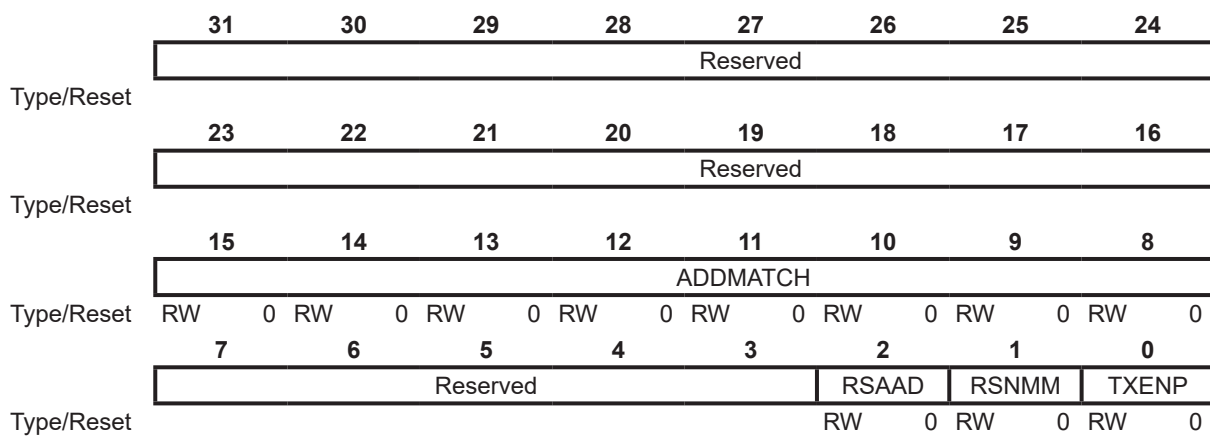 31 30 29 28 27 26 25 24
Reserved
Type/Reset
23 22 21 20 19 18 17 16
Reserved
Type/Reset
15 14 13 12 11 10 9 8
ADDMATCH
Type/Reset RW 0 RW 0 RW 0 RW 0 RW 0 RW 0 RW 0 RW 0
7 6 5 4 3 2 1 0
Reserved RSAAD RSNMM TXENP
Type/Reset RW 0 RW 0 RW 0